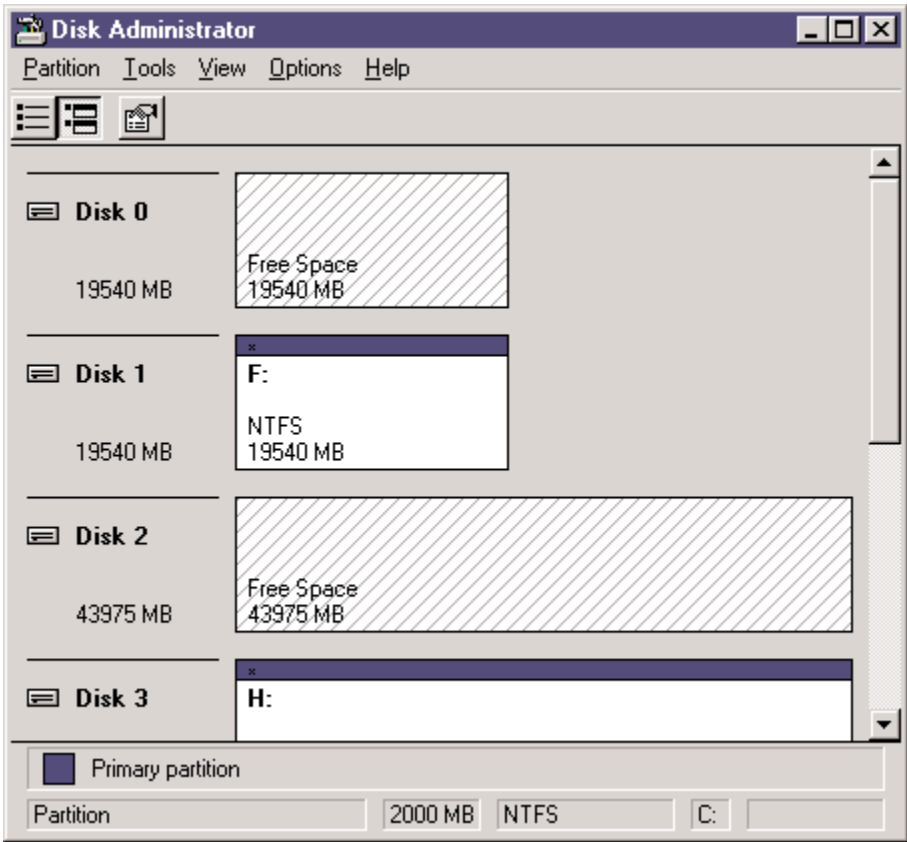 Disk Administrator
Partition Tools View Options Help
Disk 0
19540 MB
Free Space
19540 MB
Disk 1
19540 MB
F:
NTFS
19540 MB
Disk 2
43975 MB
Free Space
43975 MB
Disk 3
H:
Primary partition
Partition 2000 MB NTFS C: